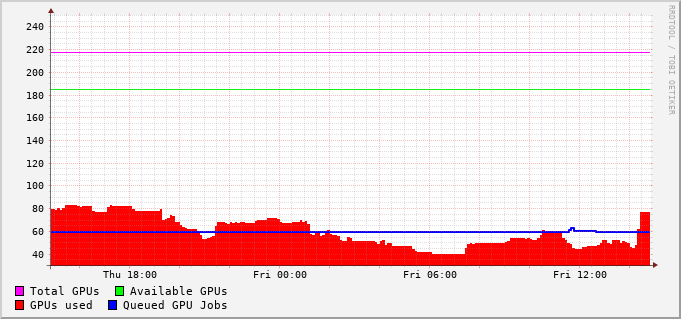 240
220
200
180
160
140
120
100
80
60
40
Thu 18:00 Fri 00:00 Fri 06:00 Fri 12:00
Total GPUs Available GPUs
GPUs used Queued GPU Jobs
RRDTOOL / TOBI OETIKER